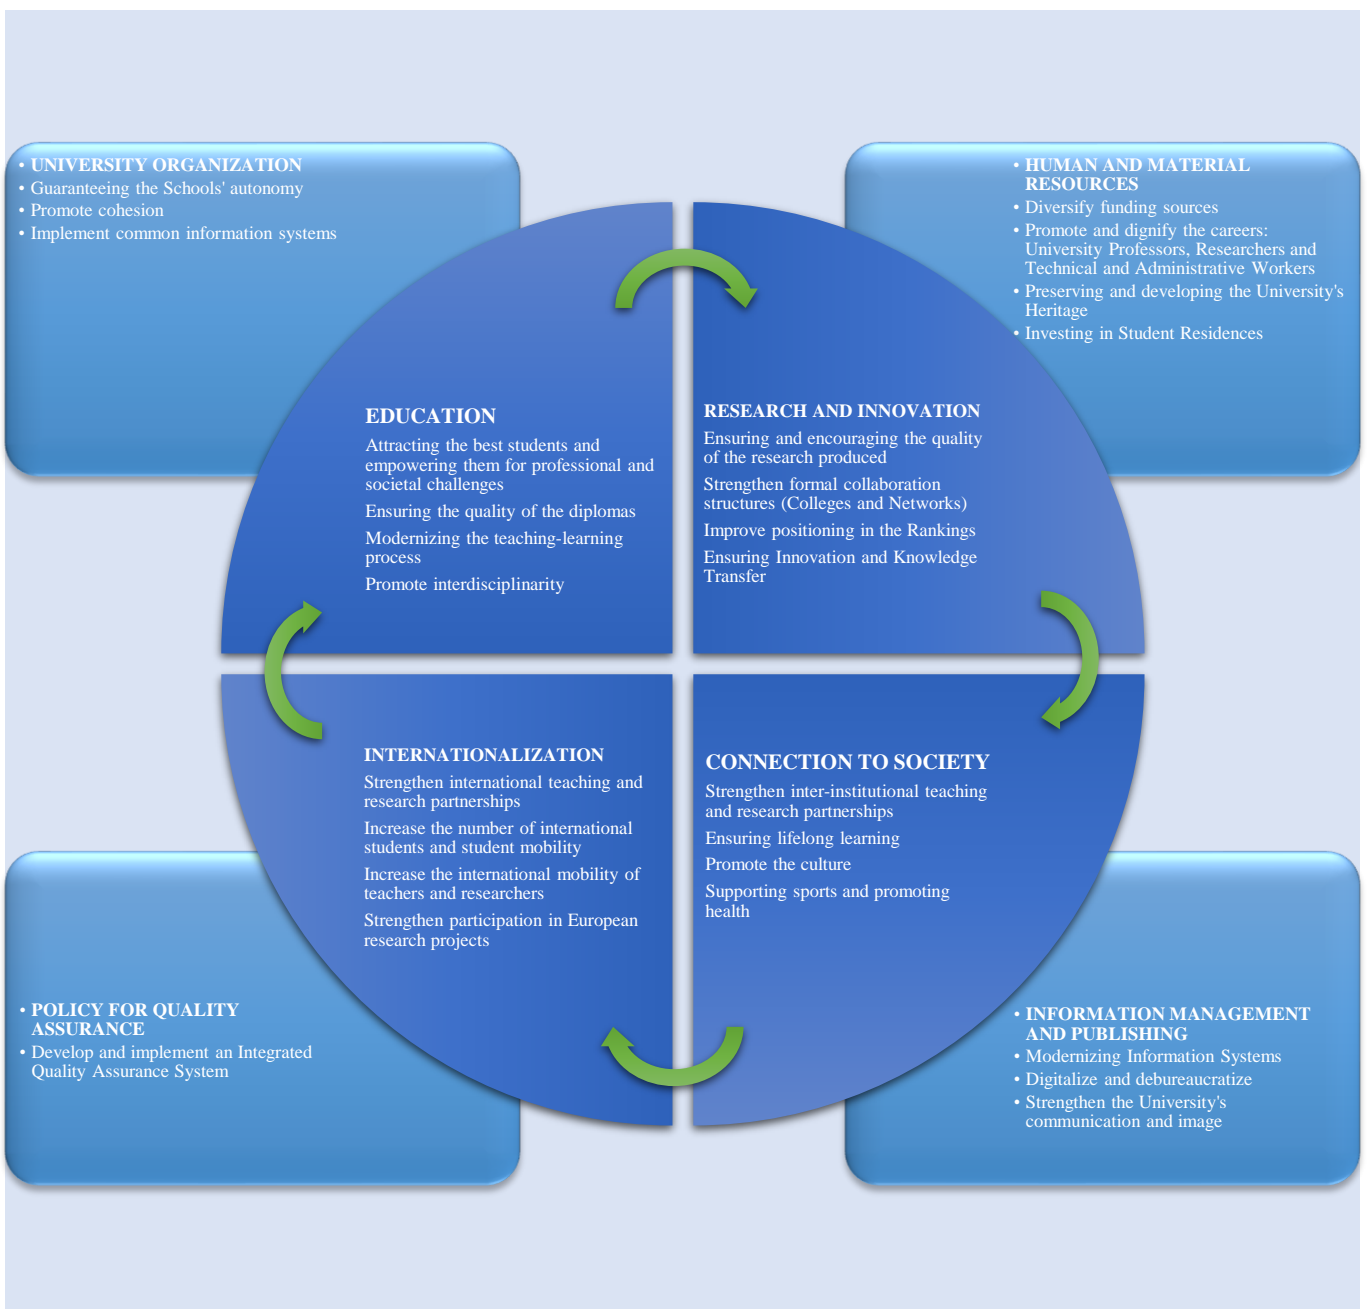 • UNIVERSITY ORGANIZATION
• Guaranteeing the Schools' autonomy
• Promote cohesion
• Implement common information systems
• HUMAN AND MATERIAL
RESOURCES
• Diversify funding sources
• Promote and dignify the careers:
University Professors, Researchers and
Technical and Administrative Workers
• Preserving and developing the University's
Heritage
• Investing in Student Residences
EDUCATION
Attracting the best students and
empowering them for professional and
societal challenges
Ensuring the quality of the diplomas
Modernizing the teaching-learning
process
Promote interdisciplinarity
RESEARCH AND INNOVATION
Ensuring and encouraging the quality
of the research produced
Strengthen formal collaboration
structures (Colleges and Networks)
Improve positioning in the Rankings
Ensuring Innovation and Knowledge
Transfer
INTERNATIONALIZATION
Strengthen international teaching and
research partnerships
Increase the number of international
students and student mobility
Increase the international mobility of
teachers and researchers
Strengthen participation in European
research projects
CONNECTION TO SOCIETY
Strengthen inter-institutional teaching
and research partnerships
Ensuring lifelong learning
Promote the culture
Supporting sports and promoting
health
• POLICY FOR QUALITY
ASSURANCE
• Develop and implement an Integrated
Quality Assurance System
• INFORMATION MANAGEMENT
AND PUBLISHING
• Modernizing Information Systems
• Digitalize and debureaucratize
• Strengthen the University's
communication and image